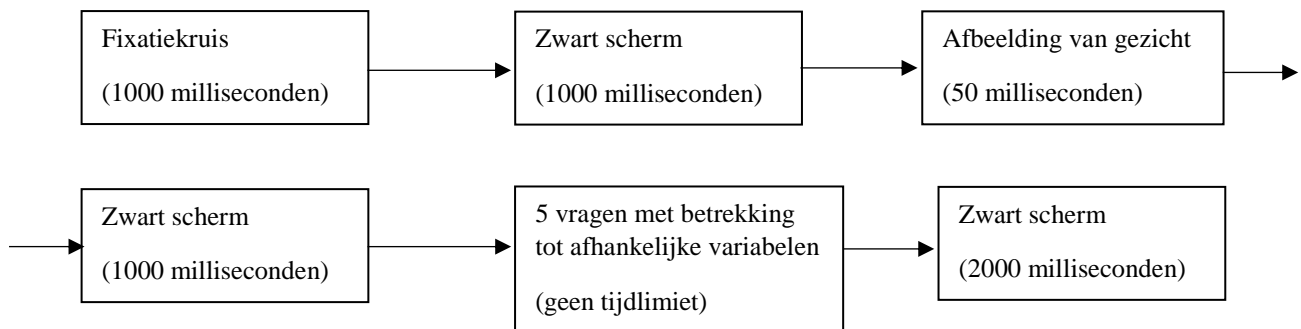 Fixatiekruis
(1000 milliseconden)
Zwart scherm
(1000 milliseconden)
Afbeelding van gezicht
(50 milliseconden)
Zwart scherm
(1000 milliseconden)
5 vragen met betrekking
tot afhankelijke variabelen
(geen tijdlimiet)
Zwart scherm
(2000 milliseconden)